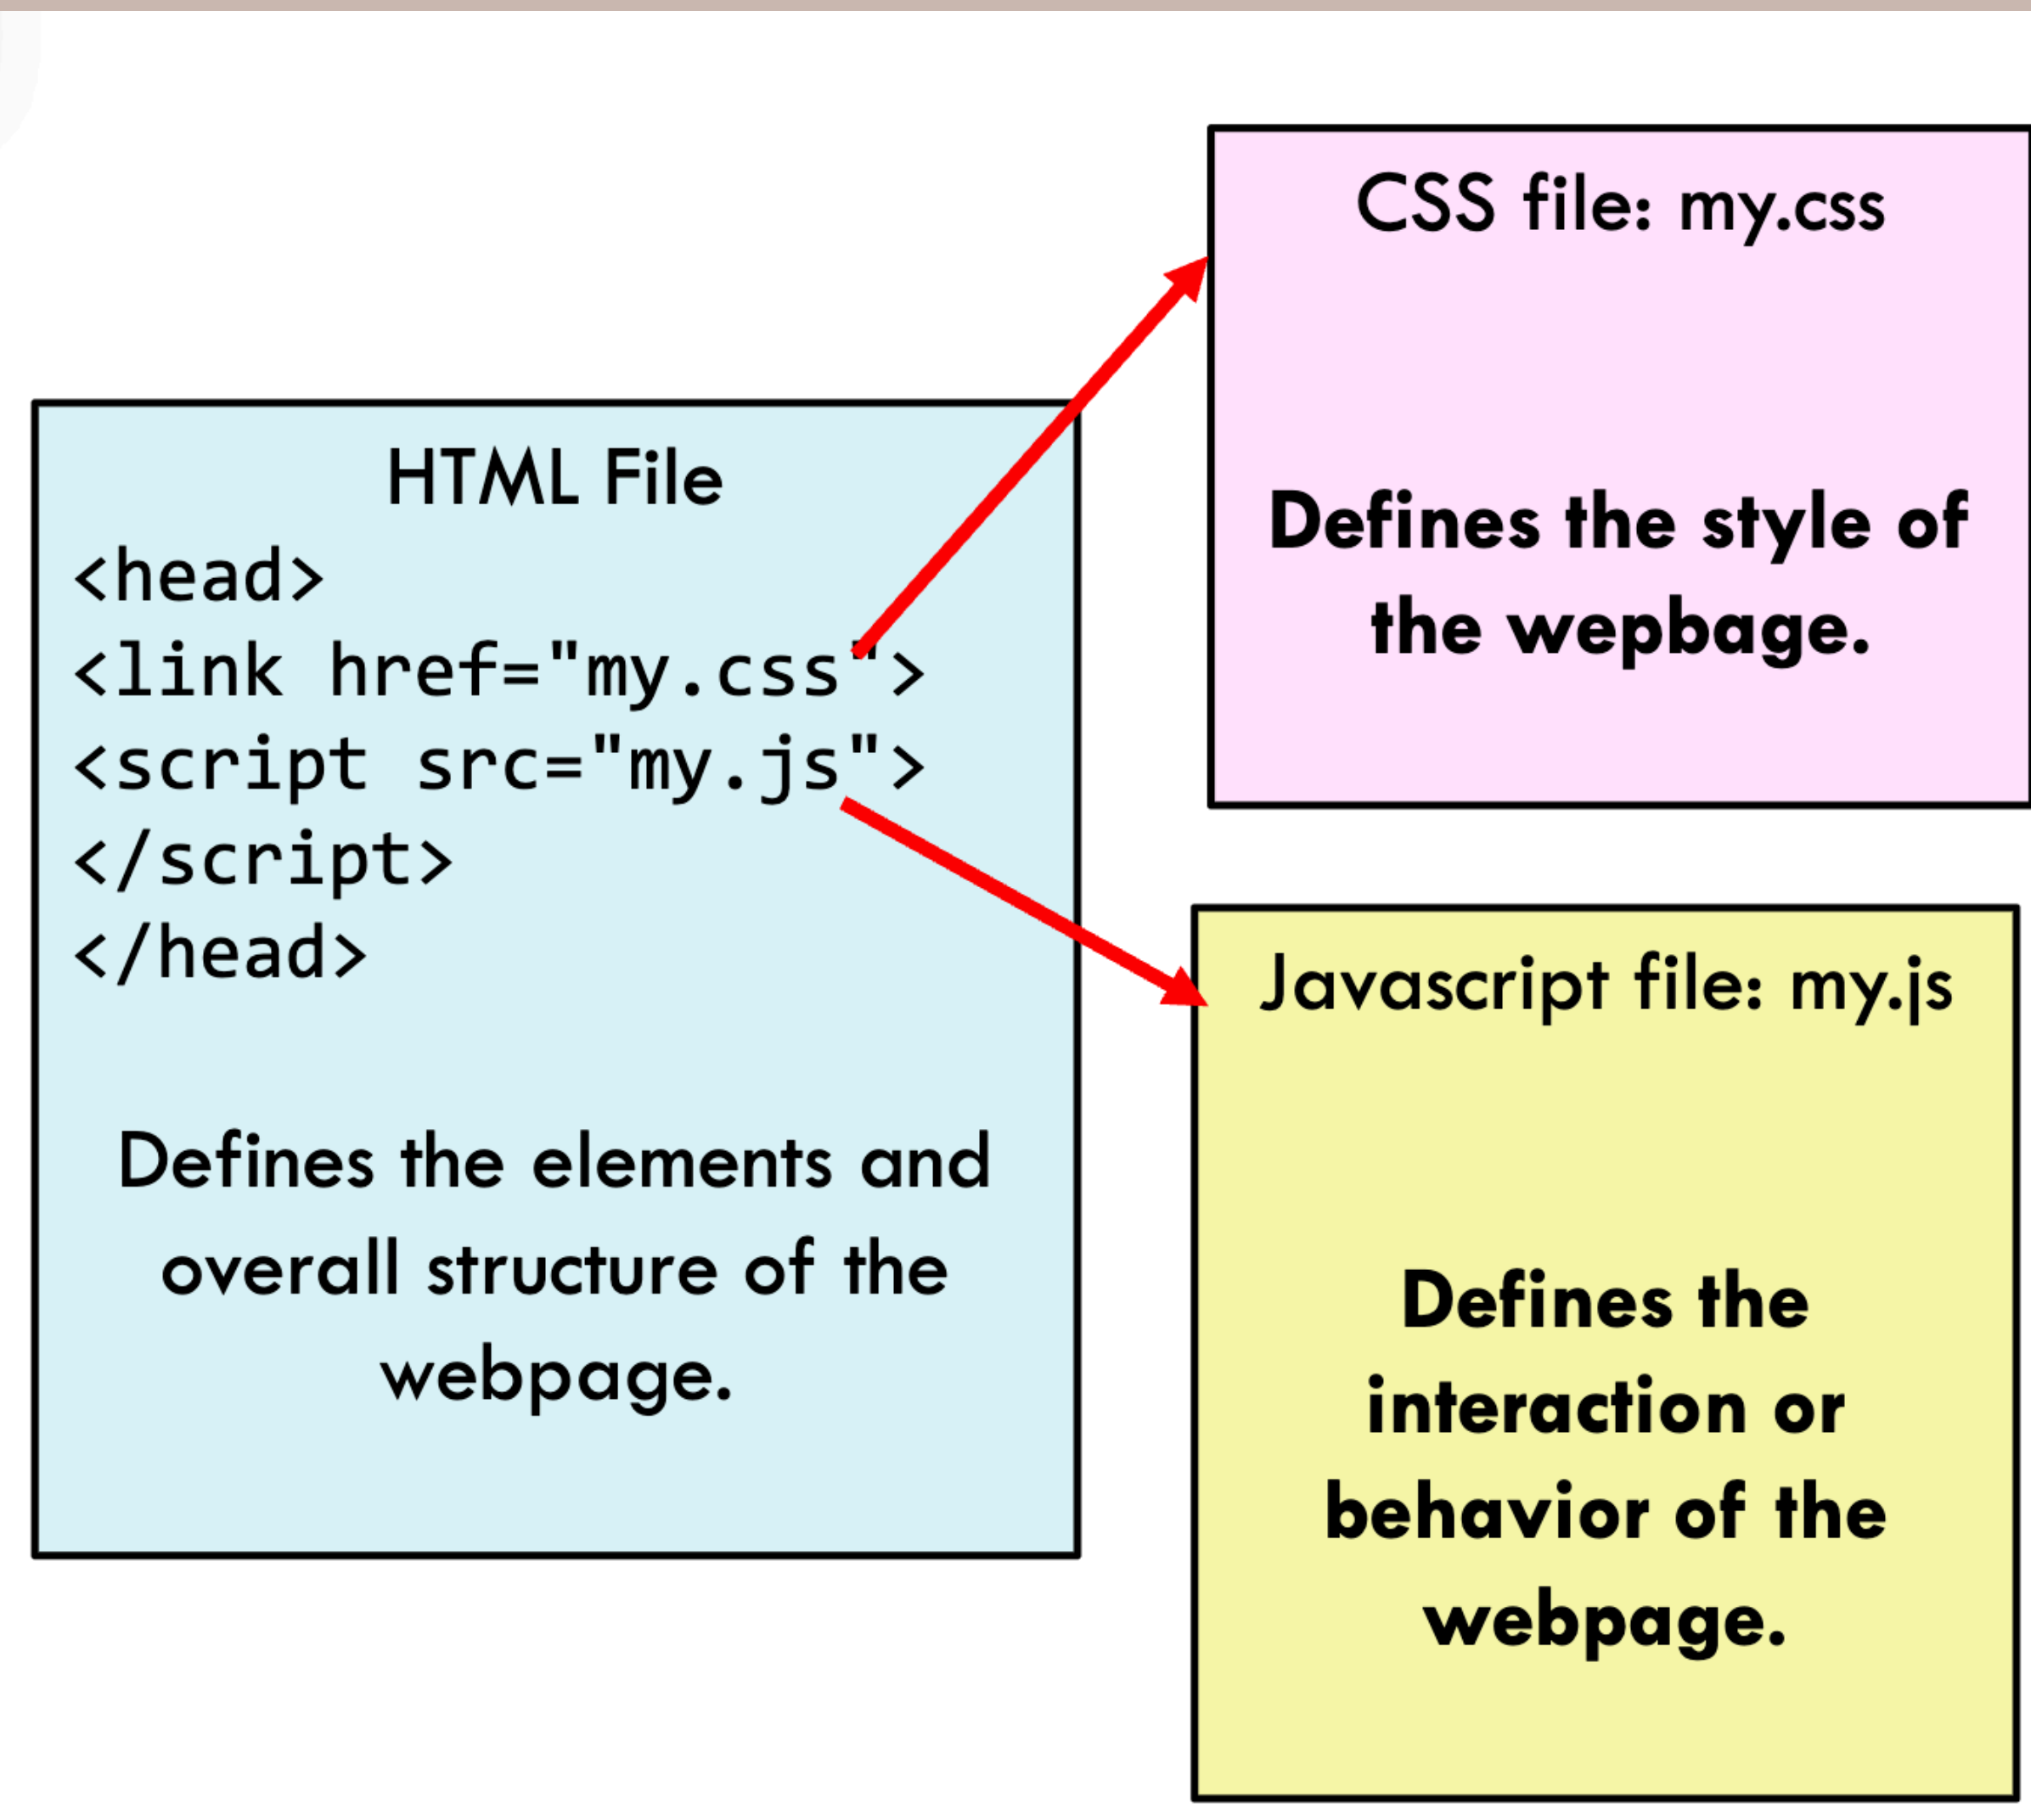 HTML File
<head>
<link href="my.css">
<script src="my.js">
</script>
</head>
Defines the elements and
overall structure of the
webpage.
CSS file: my.css
Defines the style of
the wepbage.
Javascript file: my.js
Defines the
interaction or
behavior of the
webpage.